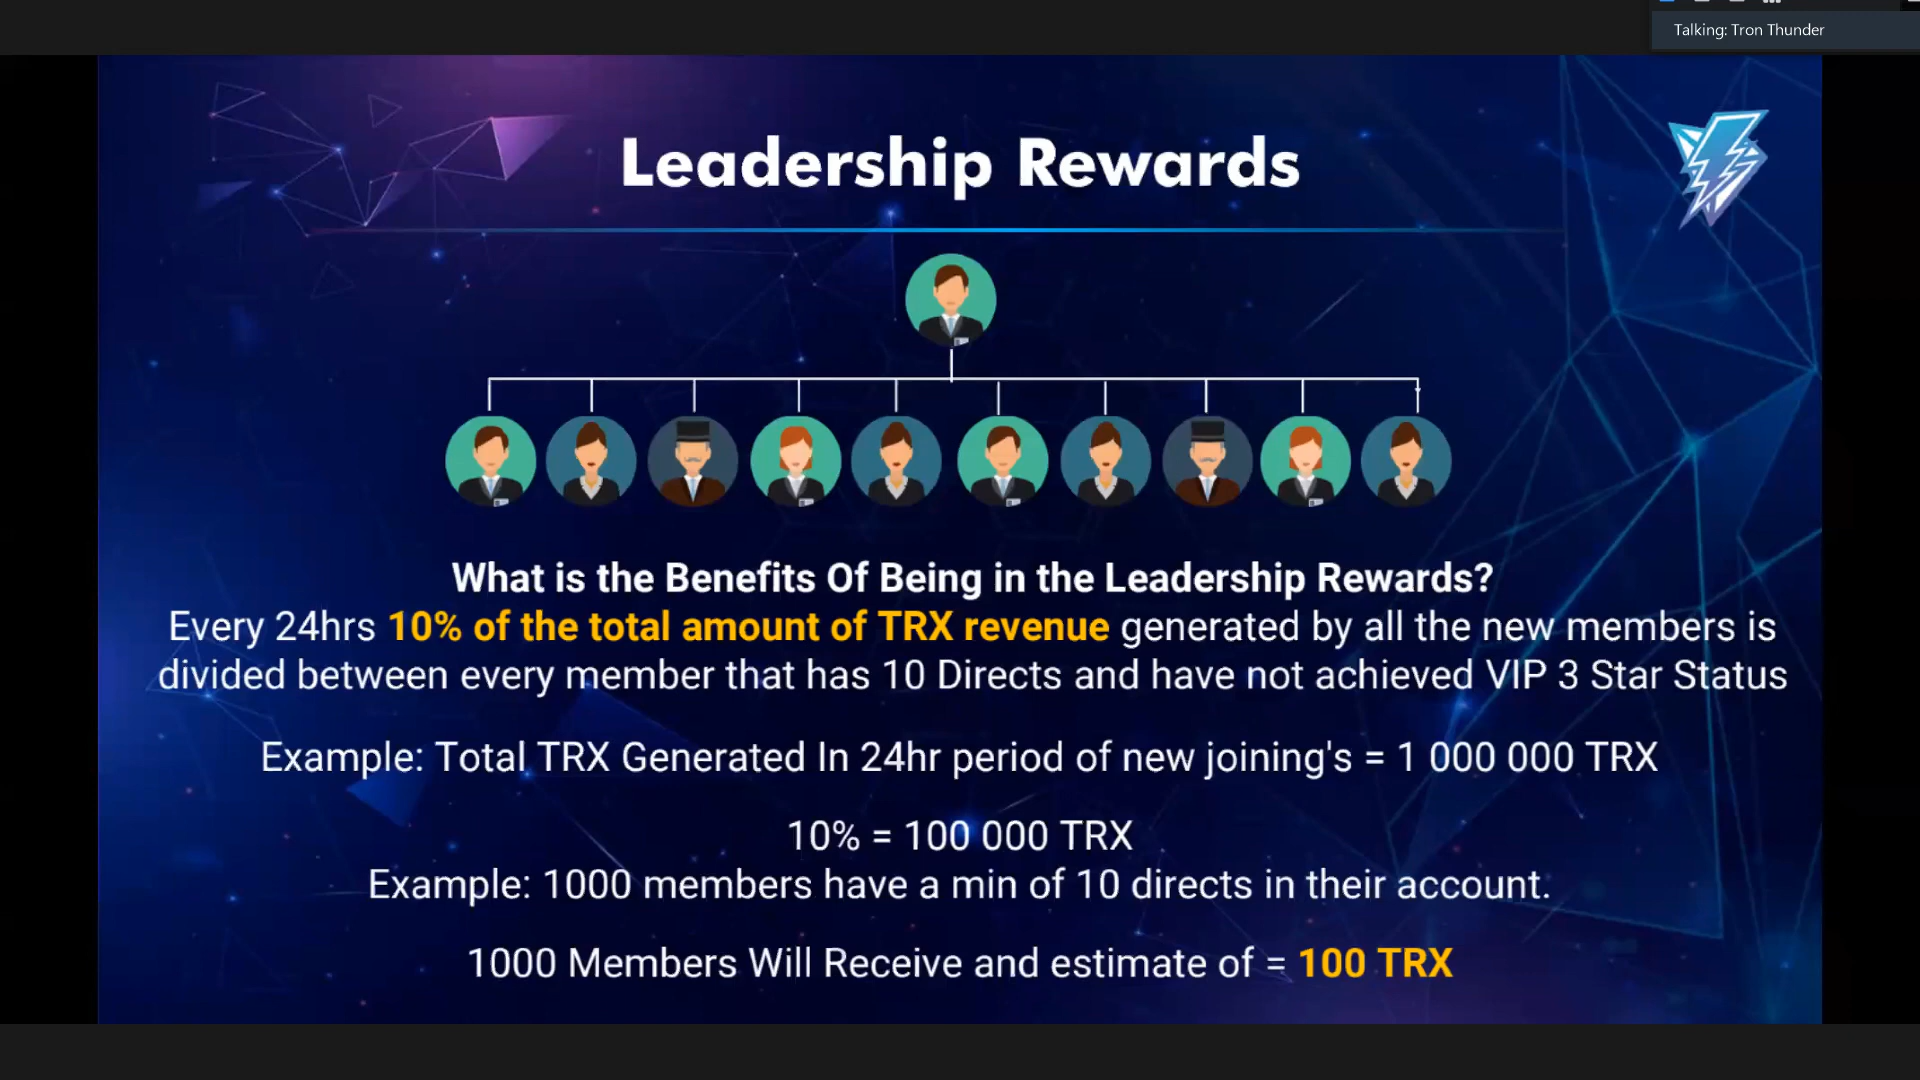 Talking: Tron Thunder
Leadership Rewards
What is the Benefits Of Being in the Leadership Rewards?
Every 24hrs 10% of the total amount of TRX revenue generated by all the new members is
divided between every member that has 10 Directs and have not achieved VIP 3 Star Status
Example: Total TRX Generated In 24hr period of new joining's = 1 000 000 TRX
10% = 100 000 TRX
Example: 1000 members have a min of 10 directs in their account.
1000 Members Will Receive and estimate of = 100 TRX